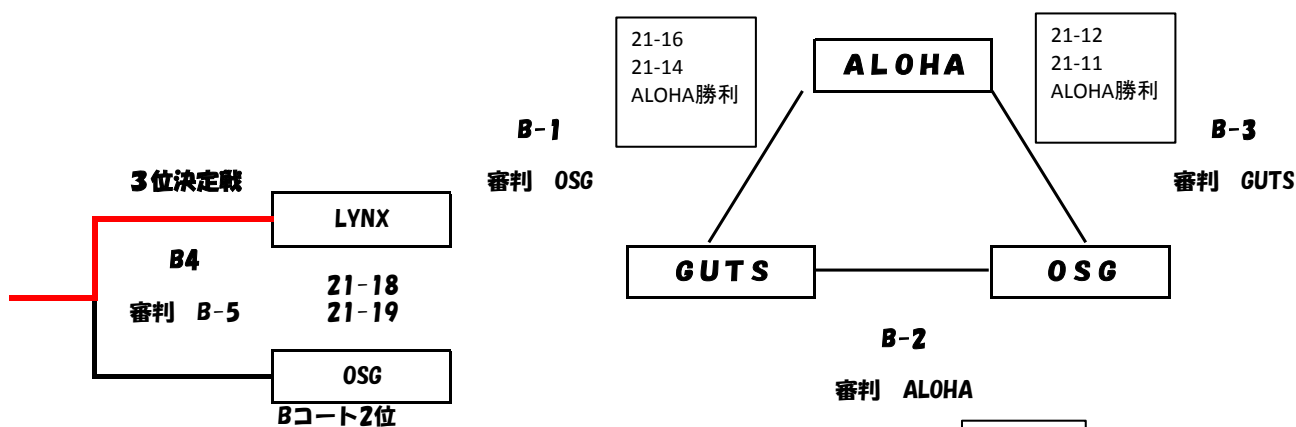 ３位決定戦
LYNX
B4
審判　B-5
21-18
21-19
OSG
Bコート2位
21-16
21-14
ALOHA勝利
ALOHA
21-12
21-11
ALOHA勝利
B-1
審判　OSG
B-3
審判　GUTS
GUTS
OSG
B-2
審判　ALOHA